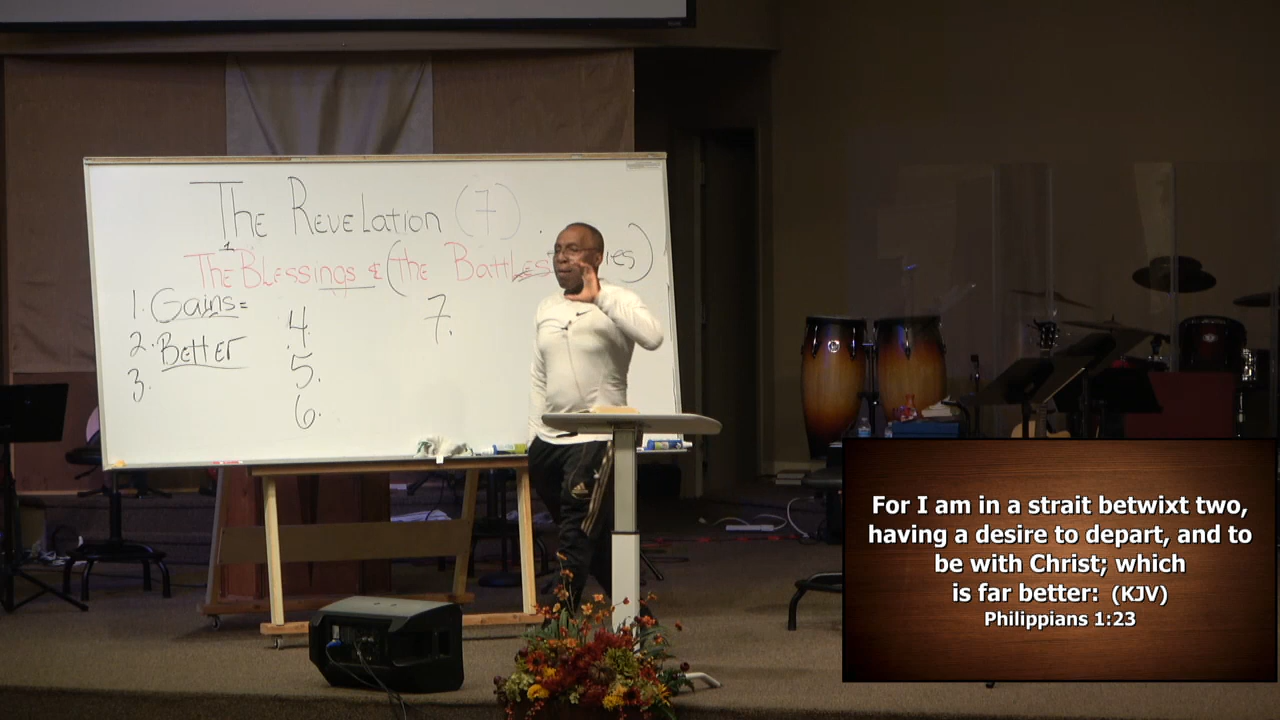 The Revelation (7)
The Blessings & (the Battles
1. Gains=
2. Better
3.
4.
5.
6.
7.
For I am in a strait betwixt two,
having a desire to depart, and to
be with Christ; which
is far better: (KJV)
Philippians 1:23